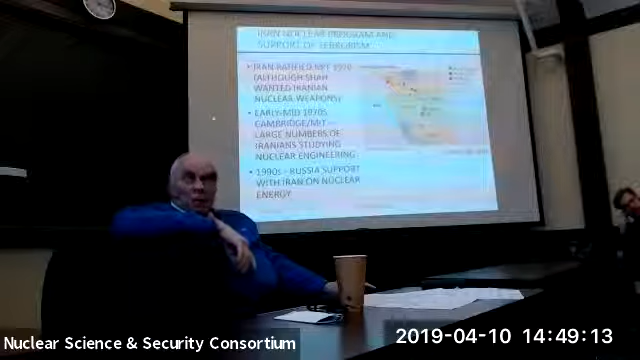 IRAN NUCLEAR PROGRAM AND
SUPPORT OF TERRORISM
• IRAN RATIFIED NPT 1970
(ALTHOUGH SHAH
WANTED IRANIAN
NUCLEAR WEAPONS)
• EARLY-MID 1970S
CAMBRIDGE/MIT –
LARGE NUMBERS OF
IRANIANS STUDYING
NUCLEAR ENGINEERING
• 1990s - RUSSIA SUPPORT
WITH IRAN ON NUCLEAR
ENERGY
Nuclear Science & Security Consortium
2019-04-10 14:49:13